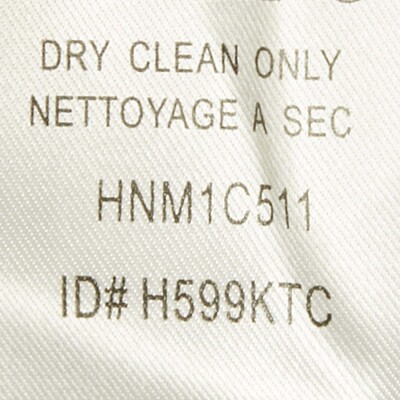 DRY CLEAN ONLY
NETTOYAGE A SEC
HNM1C511
ID# H599KTC